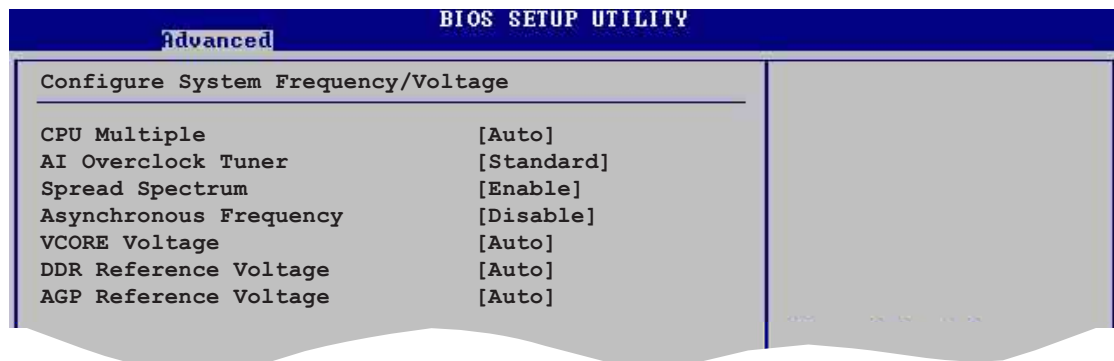 BIOS SETUP UTILITY
Advanced
Configure System Frequency/Voltage
CPU Multiple [Auto]
AI Overclock Tuner [Standard]
Spread Spectrum [Enable]
Asynchronous Frequency [Disable]
VCORE Voltage [Auto]
DDR Reference Voltage [Auto]
AGP Reference Voltage [Auto]